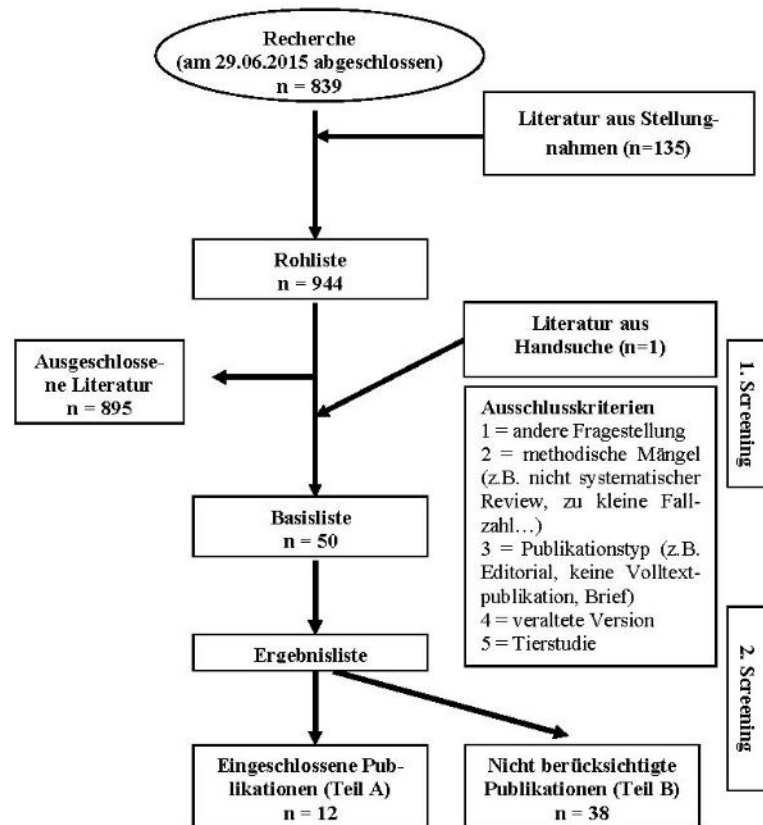 Recherche
(am 29.06.2015 abgeschlossen)
n = 839
Literatur aus Stellung-
nahmen (n=135)
Rohliste
n = 944
Literatur aus
Handsuche (n=1)
Ausgeschlosse-
ne Literatur
n = 895
1. Screening
Ausschlusskriterien
1 = andere Fragestellung
2 = methodische Mängel
(z.B. nicht systematischer
Review, zu kleine Fall-
zahl…)
3 = Publikationstyp (z.B.
Editorial, keine Volltext-
publikation, Brief)
4 = veraltete Version
5 = Tierstudie
Basisliste
n = 50
2. Screening
Ergebnisliste
Eingeschlossene Pub-
likationen (Teil A)
n = 12
Nicht berücksichtigte
Publikationen (Teil B)
n = 38